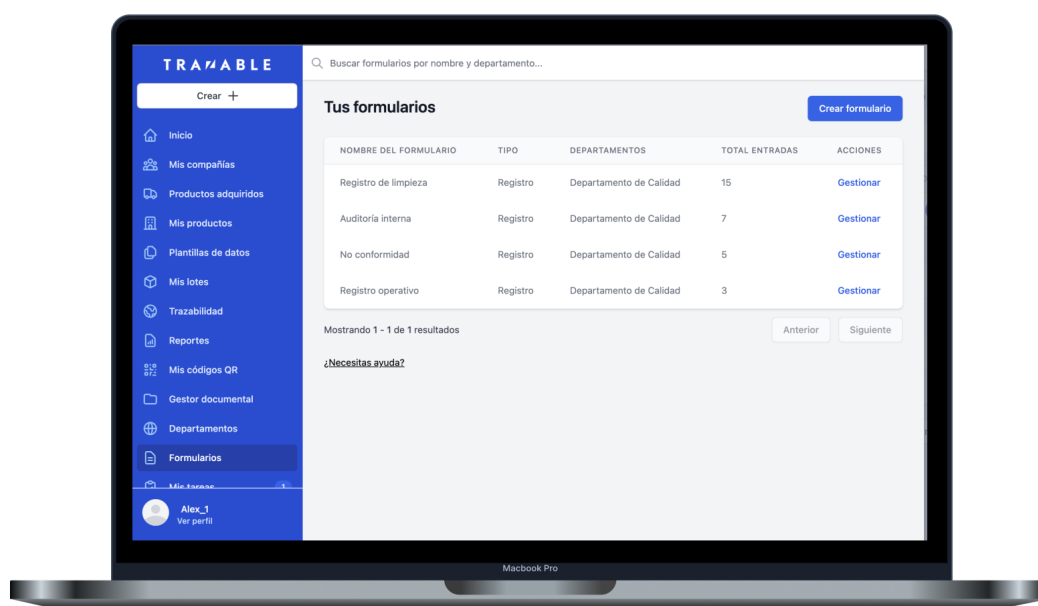 TRAZABLE
Buscar formularios por nombre y departamento...
Crear +
Inicio
Mis compañías
Productos adquiridos
Mis productos
Plantillas de datos
Mis lotes
Trazabilidad
Reportes
Mis códigos QR
Gestor documental
Departamentos
Formularios
Mis tareas 1
Alex_1
Ver perfil
Tus formularios
Crear formulario
NOMBRE DEL FORMULARIO TIPO DEPARTAMENTOS TOTAL ENTRADAS ACCIONES
Registro de limpieza Registro Departamento de Calidad 15 Gestionar
Auditoría interna Registro Departamento de Calidad 7 Gestionar
No conformidad Registro Departamento de Calidad 5 Gestionar
Registro operativo Registro Departamento de Calidad 3 Gestionar
Mostrando 1 - 1 de 1 resultados
Anterior
Siguiente
¿Necesitas ayuda?
Macbook Pro